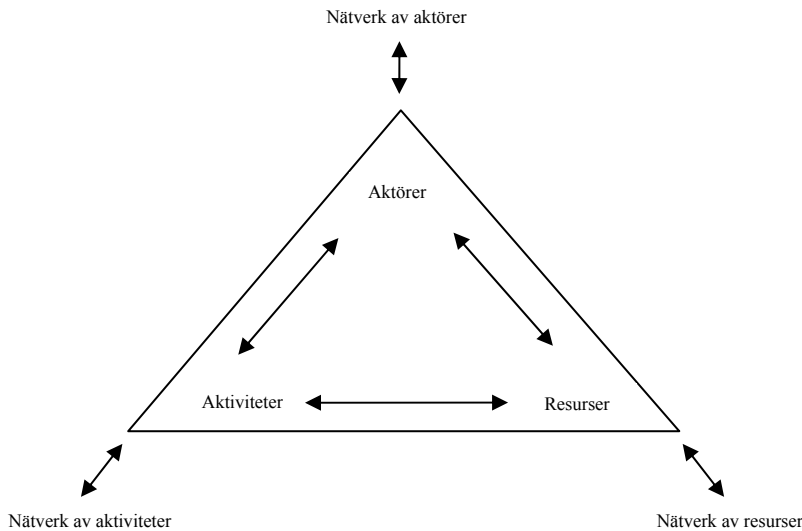 Nätverk av aktörer
Aktörer
Aktiviteter
Resurser
Nätverk av aktiviteter
Nätverk av resurser